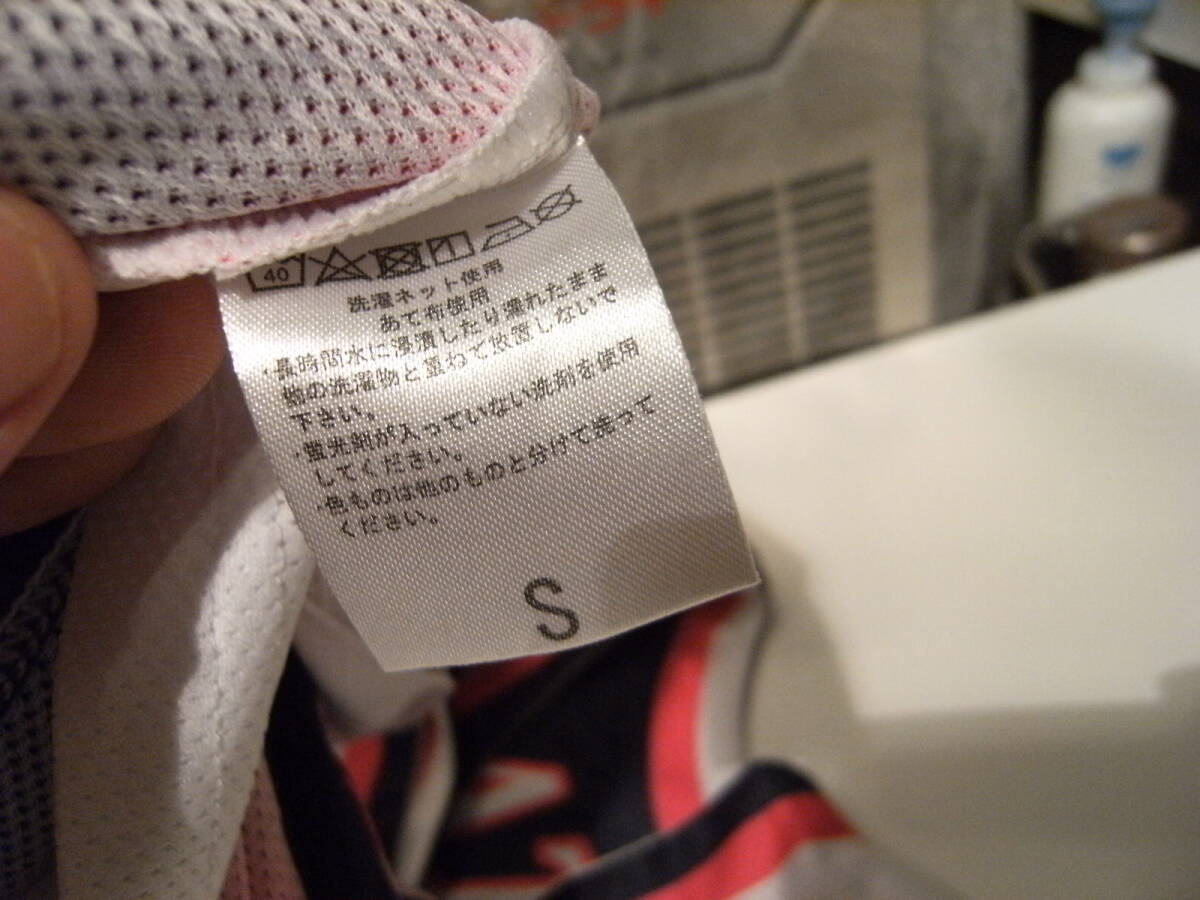 40
洗濯ネット使用
あて布使用
・長時間水に浸漬したり濡れたまま
他の洗濯物と重ねて放置しないで
下さい。
・蛍光剤が入っていない洗剤を使用
してください。
・色ものは他のものと分けて洗って
ください。
S